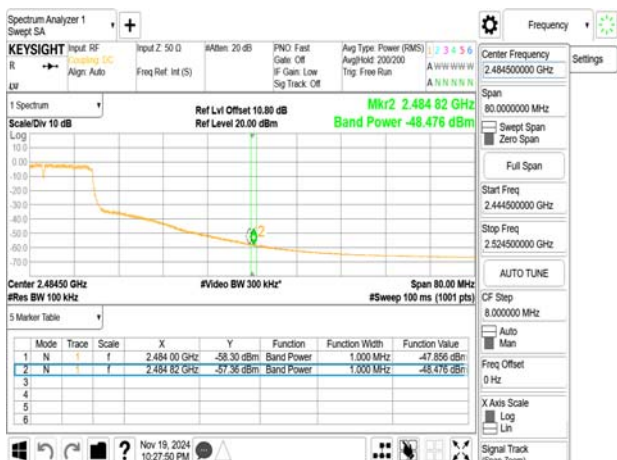 Spectrum Analyzer 1
Swept SA
+
Frequency
KEYSIGHT Input: RF Input Z: 50 Ω #Atten: 20 dB PNO: Fast Avg Type: Power (RMS) 1 2 3 4 5 6
R Coupling: DC Gate: Off Avg|Hold: 200/200 A W W W W W
Align: Auto Freq Ref: Int (S) IF Gain: Low Trig: Free Run
Sig Track: Off A N N N N N
LXI
Center Frequency
2.484500000 GHz
Settings
Span
80.0000000 MHz
Swept Span
Zero Span
Full Span
Start Freq
2.444500000 GHz
Stop Freq
2.524500000 GHz
AUTO TUNE
CF Step
8.000000 MHz
Auto
Man
Freq Offset
0 Hz
X Axis Scale
Log
Lin
Signal Track
(Span Zoom)
1 Spectrum
Scale/Div 10 dB
Ref Lvl Offset 10.80 dB
Ref Level 20.00 dBm
Mkr2 2.484 82 GHz
Band Power -48.476 dBm
Log
10.0
0.00
-10.0
-20.0
-30.0
-40.0
-50.0
-60.0
-70.0
2
Center 2.48450 GHz #Video BW 300 kHz* Span 80.00 MHz
#Res BW 100 kHz #Sweep 100 ms (1001 pts)
5 Marker Table
Mode Trace Scale X Y Function Function Width Function Value
1 N 1 f 2.484 00 GHz -58.30 dBm Band Power 1.000 MHz -47.856 dBm
2 N 1 f 2.484 82 GHz -57.36 dBm Band Power 1.000 MHz -48.476 dBm
3
4
5
6
? Nov 19, 2024
10:27:50 PM